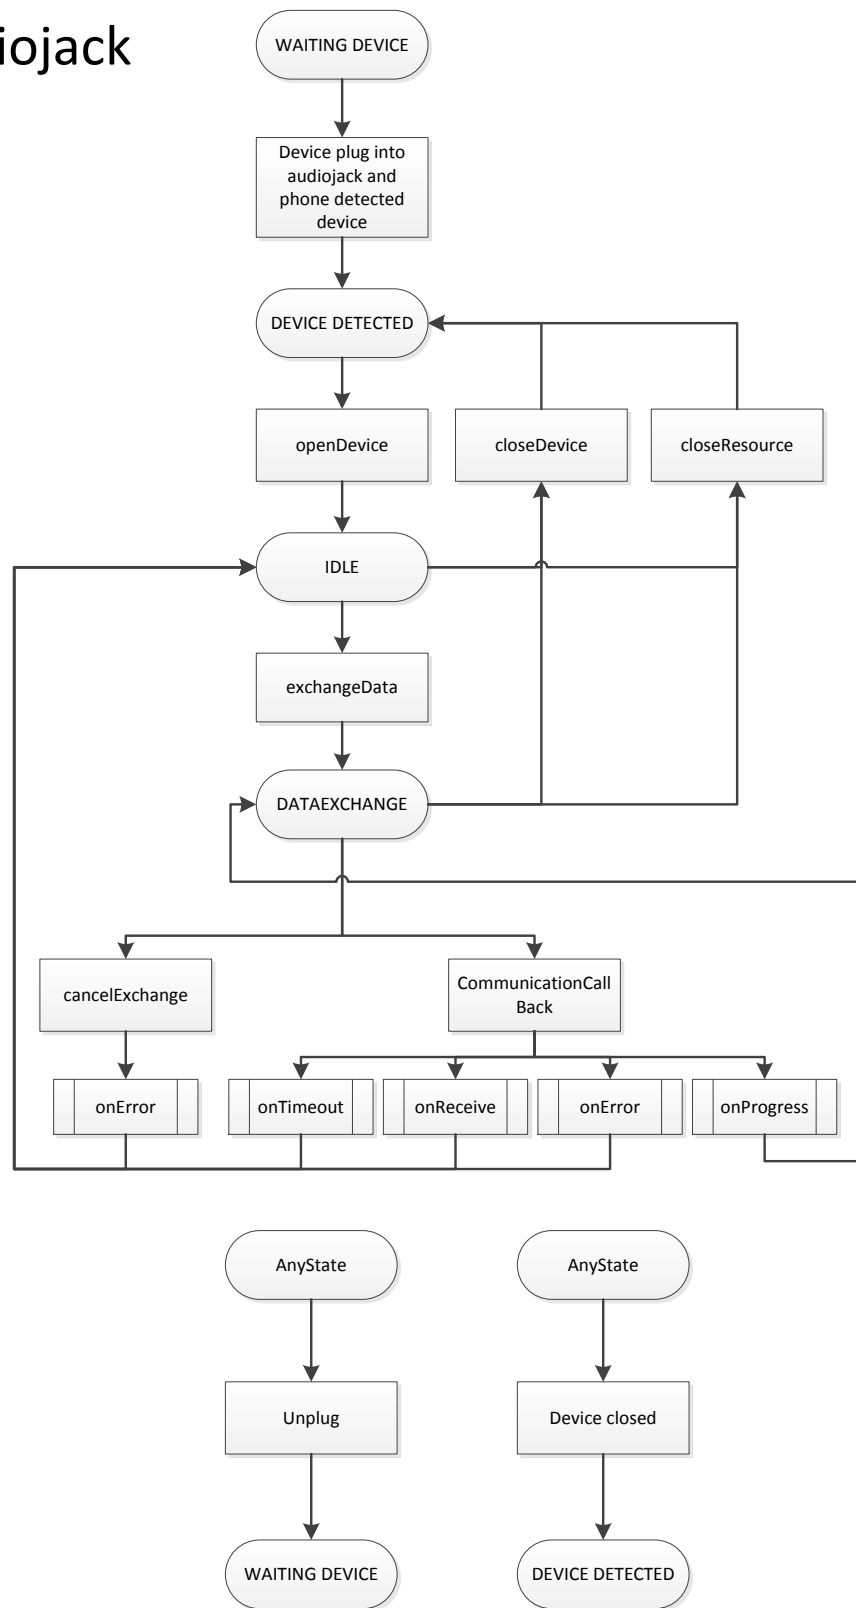 iojack
WAITING DEVICE
Device plug into
audiojack and
phone detected
device
DEVICE DETECTED
openDevice
closeDevice
closeResource
IDLE
exchangeData
DATAEXCHANGE
cancelExchange
CommunicationCall
Back
onError
onTimeout
onReceive
onError
onProgress
AnyState
AnyState
Unplug
Device closed
WAITING DEVICE
DEVICE DETECTED